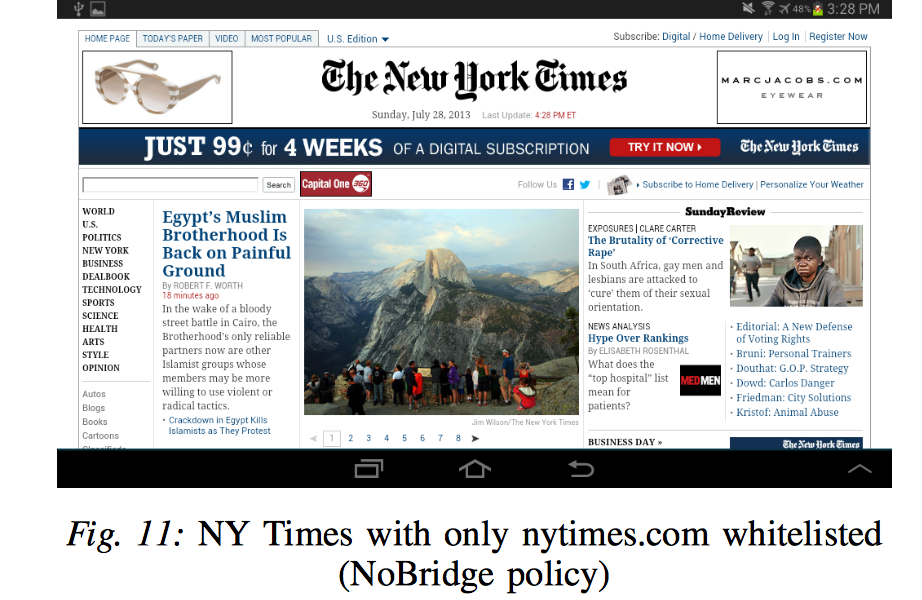 48% 3:28 PM
HOME PAGE TODAY'S PAPER VIDEO MOST POPULAR U.S. Edition
Subscribe: Digital / Home Delivery Log In Register Now
The New York Times
Sunday, July 28, 2013 Last Update: 4:28 PM ET
MARCJACOBS.COM
EYEWEAR
JUST 99¢ for 4 WEEKS OF A DIGITAL SUBSCRIPTION TRY IT NOW The New York Times
Search Capital One 360
Follow Us Subscribe to Home Delivery | Personalize Your Weather
WORLD
U.S.
POLITICS
NEW YORK
BUSINESS
DEALBOOK
TECHNOLOGY
SPORTS
SCIENCE
HEALTH
ARTS
STYLE
OPINION
Autos
Blogs
Books
Cartoons
Classifieds
Egypt's Muslim
Brotherhood Is
Back on Painful
Ground
By ROBERT F. WORTH
18 minutes ago
In the wake of a bloody
street battle in Cairo, the
Brotherhood's only reliable
partners now are other
Islamist groups whose
members may be more
willing to use violent or
radical tactics.
• Crackdown in Egypt Kills
Islamists as They Protest
Jim Wilson/The New York Times
1 2 3 4 5 6 7 8
SundayReview
EXPOSURES | CLARE CARTER
The Brutality of 'Corrective
Rape'
In South Africa, gay men and
lesbians are attacked to
'cure' them of their sexual
orientation.
NEWS ANALYSIS
Hype Over Rankings
By ELISABETH ROSENTHAL
What does the
"top hospital" list
mean for
patients?
MEDMEN
• Editorial: A New Defense
of Voting Rights
• Bruni: Personal Trainers
• Douthat: G.O.P. Strategy
• Dowd: Carlos Danger
• Friedman: City Solutions
• Kristof: Animal Abuse
BUSINESS DAY »
The New York Times
Fig. 11: NY Times with only nytimes.com whitelisted
(NoBridge policy)